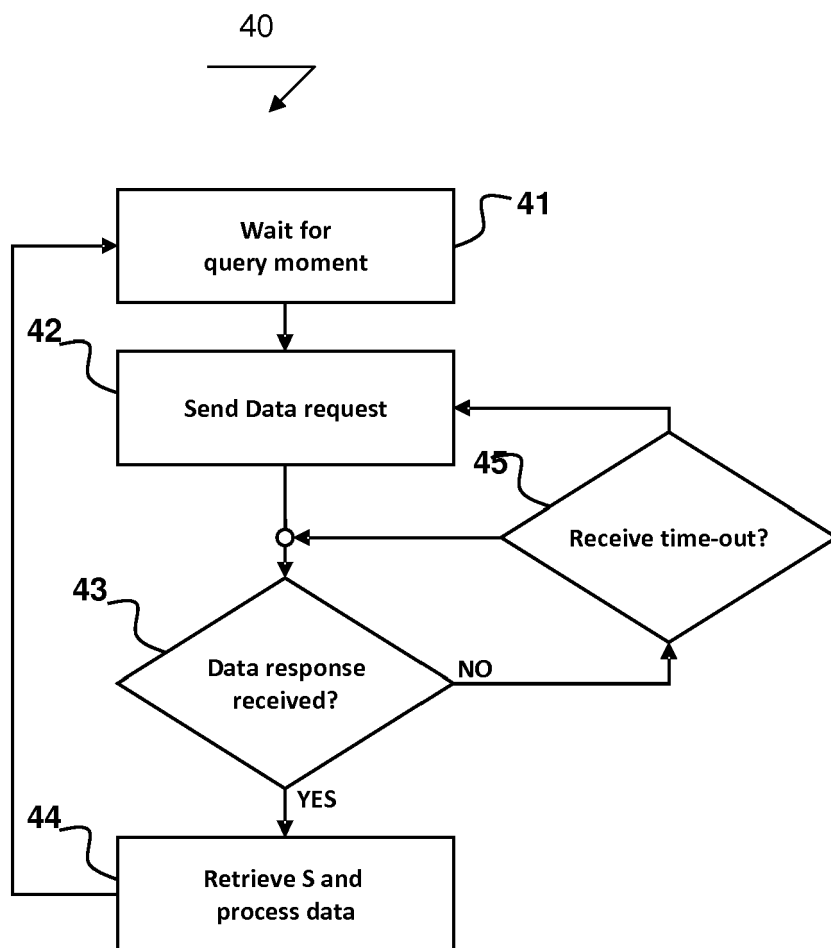 40
Wait for
query moment
41
42
Send Data request
45
Receive time-out?
43
Data response
received?
NO
YES
44
Retrieve S and
process data